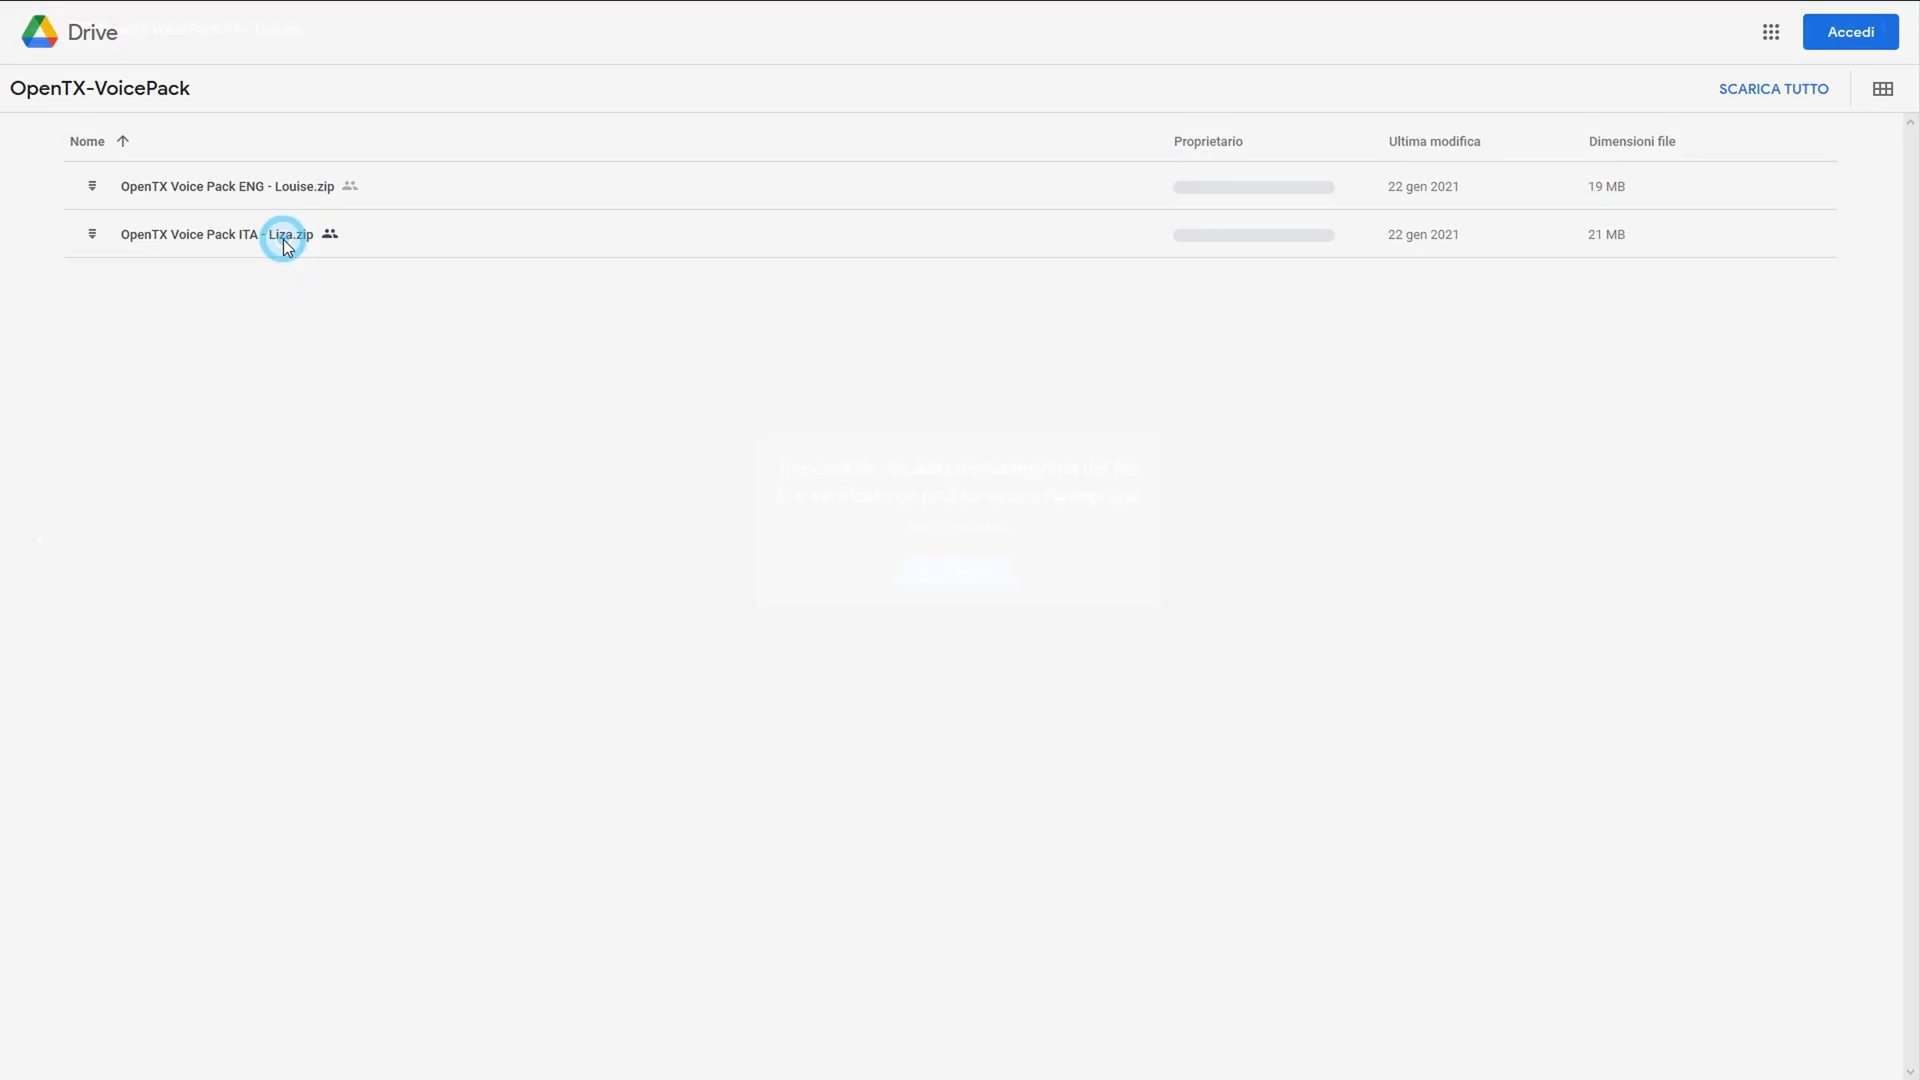 Drive
Accedi
OpenTX-VoicePack
SCARICA TUTTO
Nome
Proprietario
Ultima modifica
Dimensioni file
OpenTX Voice Pack ENG - Louise.zip
22 gen 2021
19 MB
OpenTX Voice Pack ITA - Liza.zip
22 gen 2021
21 MB